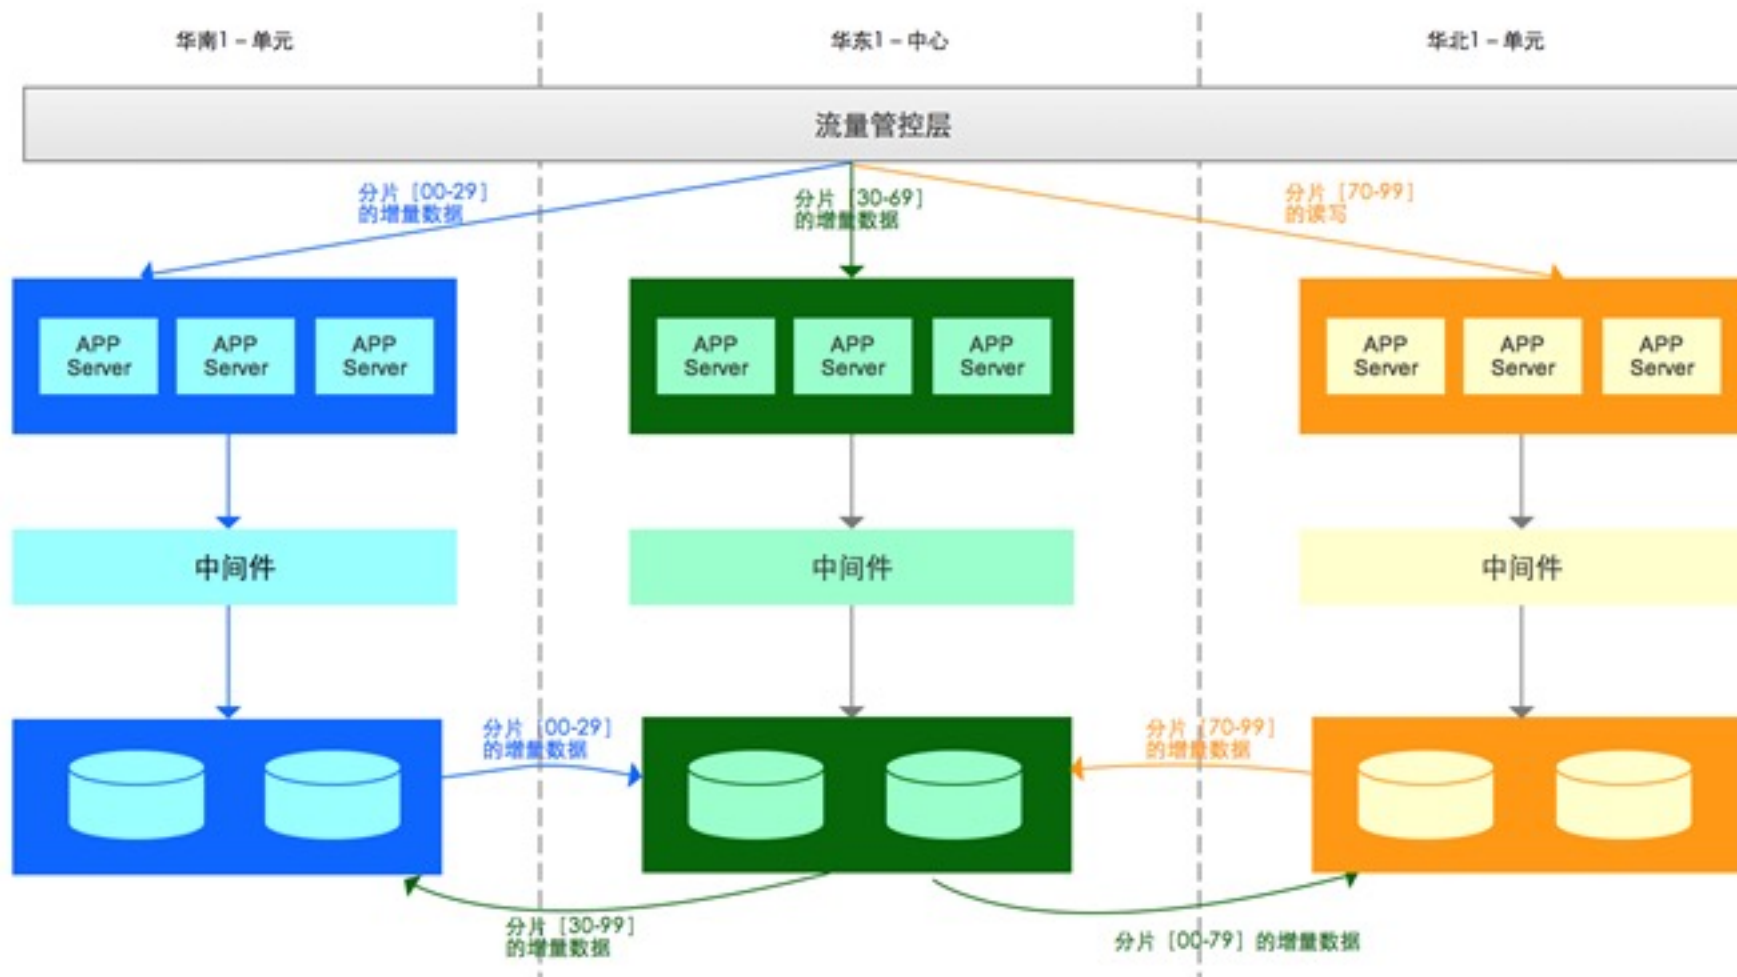 华南1 – 单元
华东1 – 中心
华北1 – 单元
流量管控层
分片 [00-29]
的增量数据
分片 [30-69]
的增量数据
分片 [70-99]
的读写
APP
Server
APP
Server
APP
Server
APP
Server
APP
Server
APP
Server
APP
Server
APP
Server
APP
Server
中间件
中间件
中间件
分片 [00-29]
的增量数据
分片 [70-99]
的增量数据
分片 [30-99]
的增量数据
分片 [00-79] 的增量数据